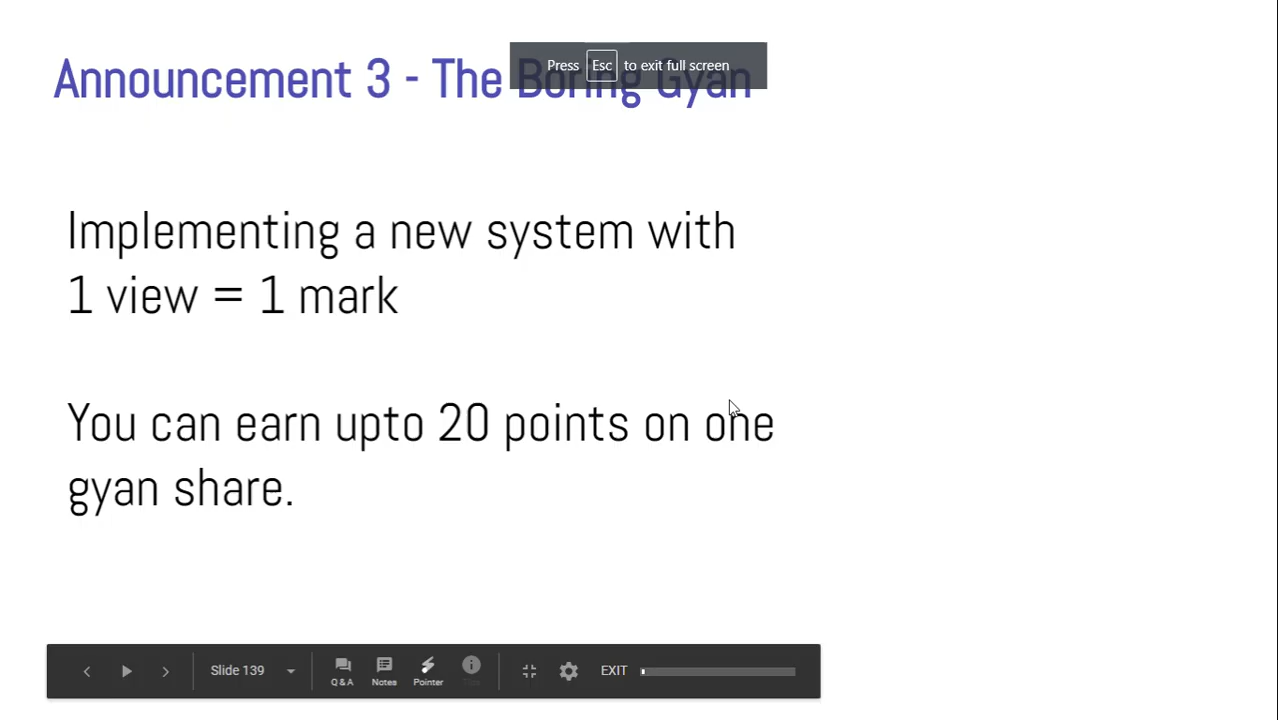 Announcement 3 - The Boring Gyan
Press Esc to exit full screen
Implementing a new system with
1 view = 1 mark
You can earn upto 20 points on one
gyan share.
Slide 139
Q & A
Notes
Pointer
EXIT